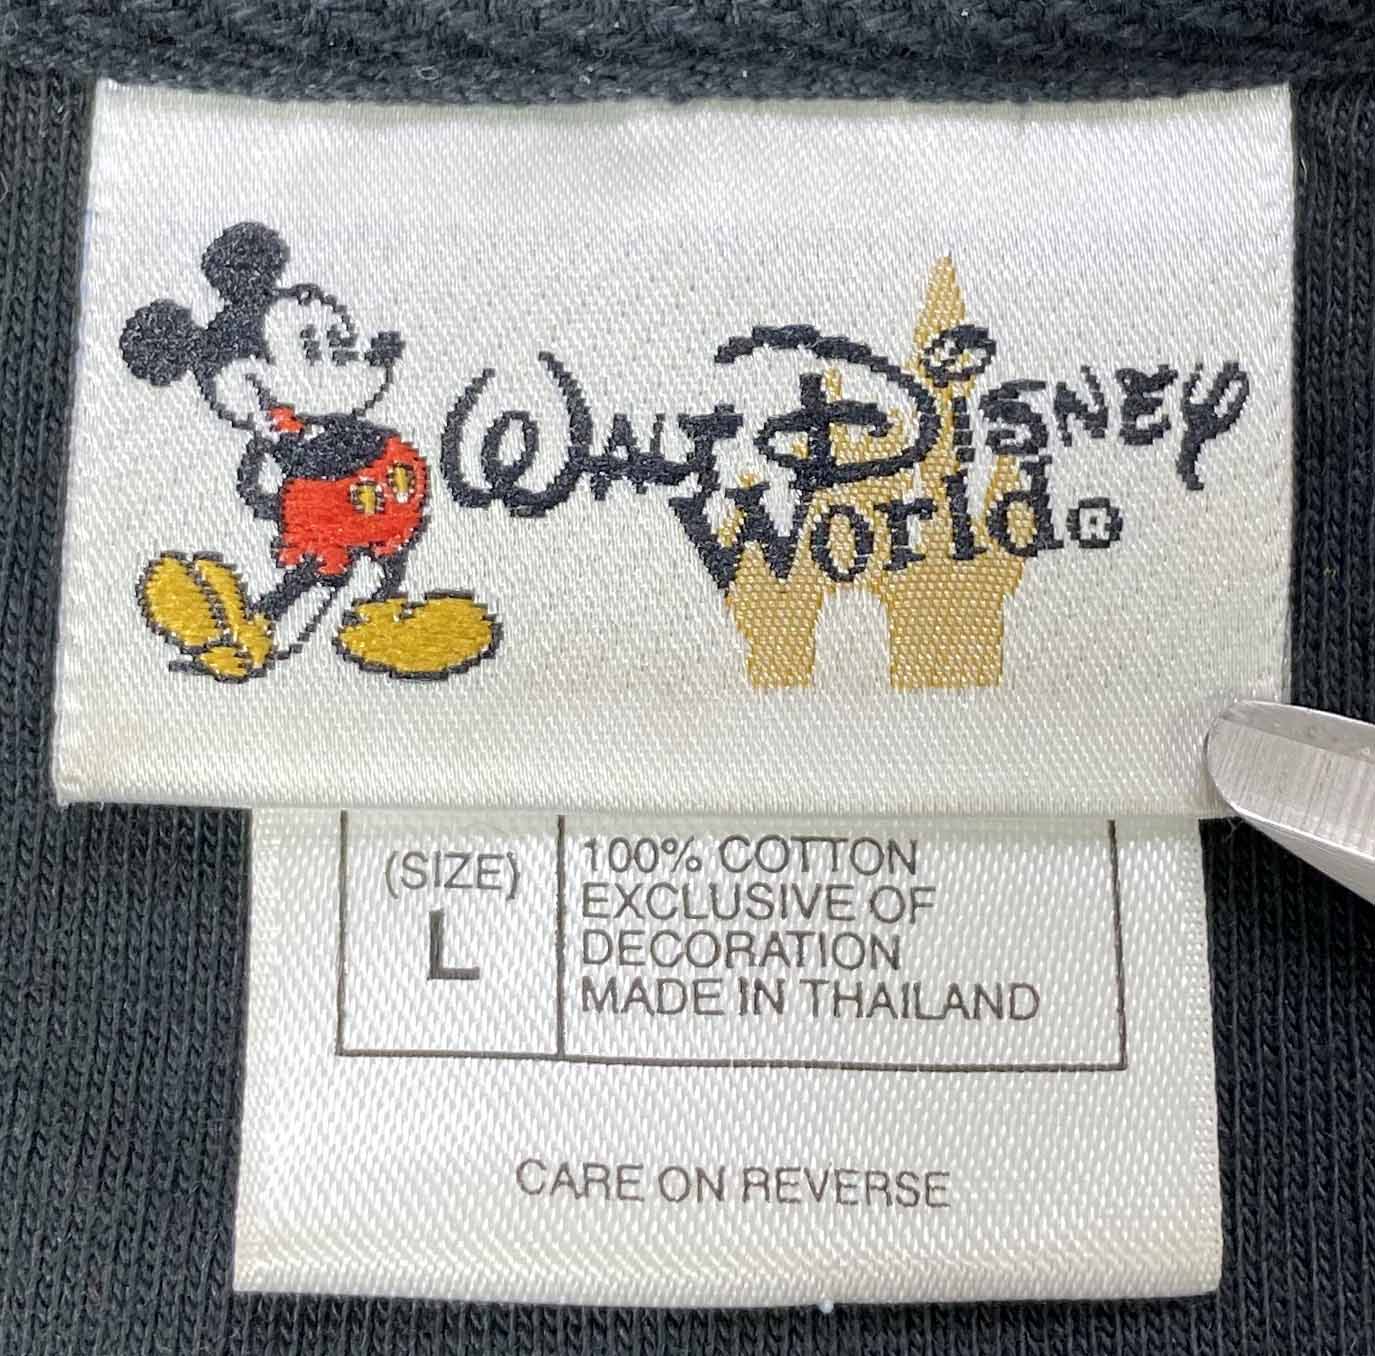 Walt Disney
World®
(SIZE)
L
100% COTTON
EXCLUSIVE OF
DECORATION
MADE IN THAILAND
CARE ON REVERSE